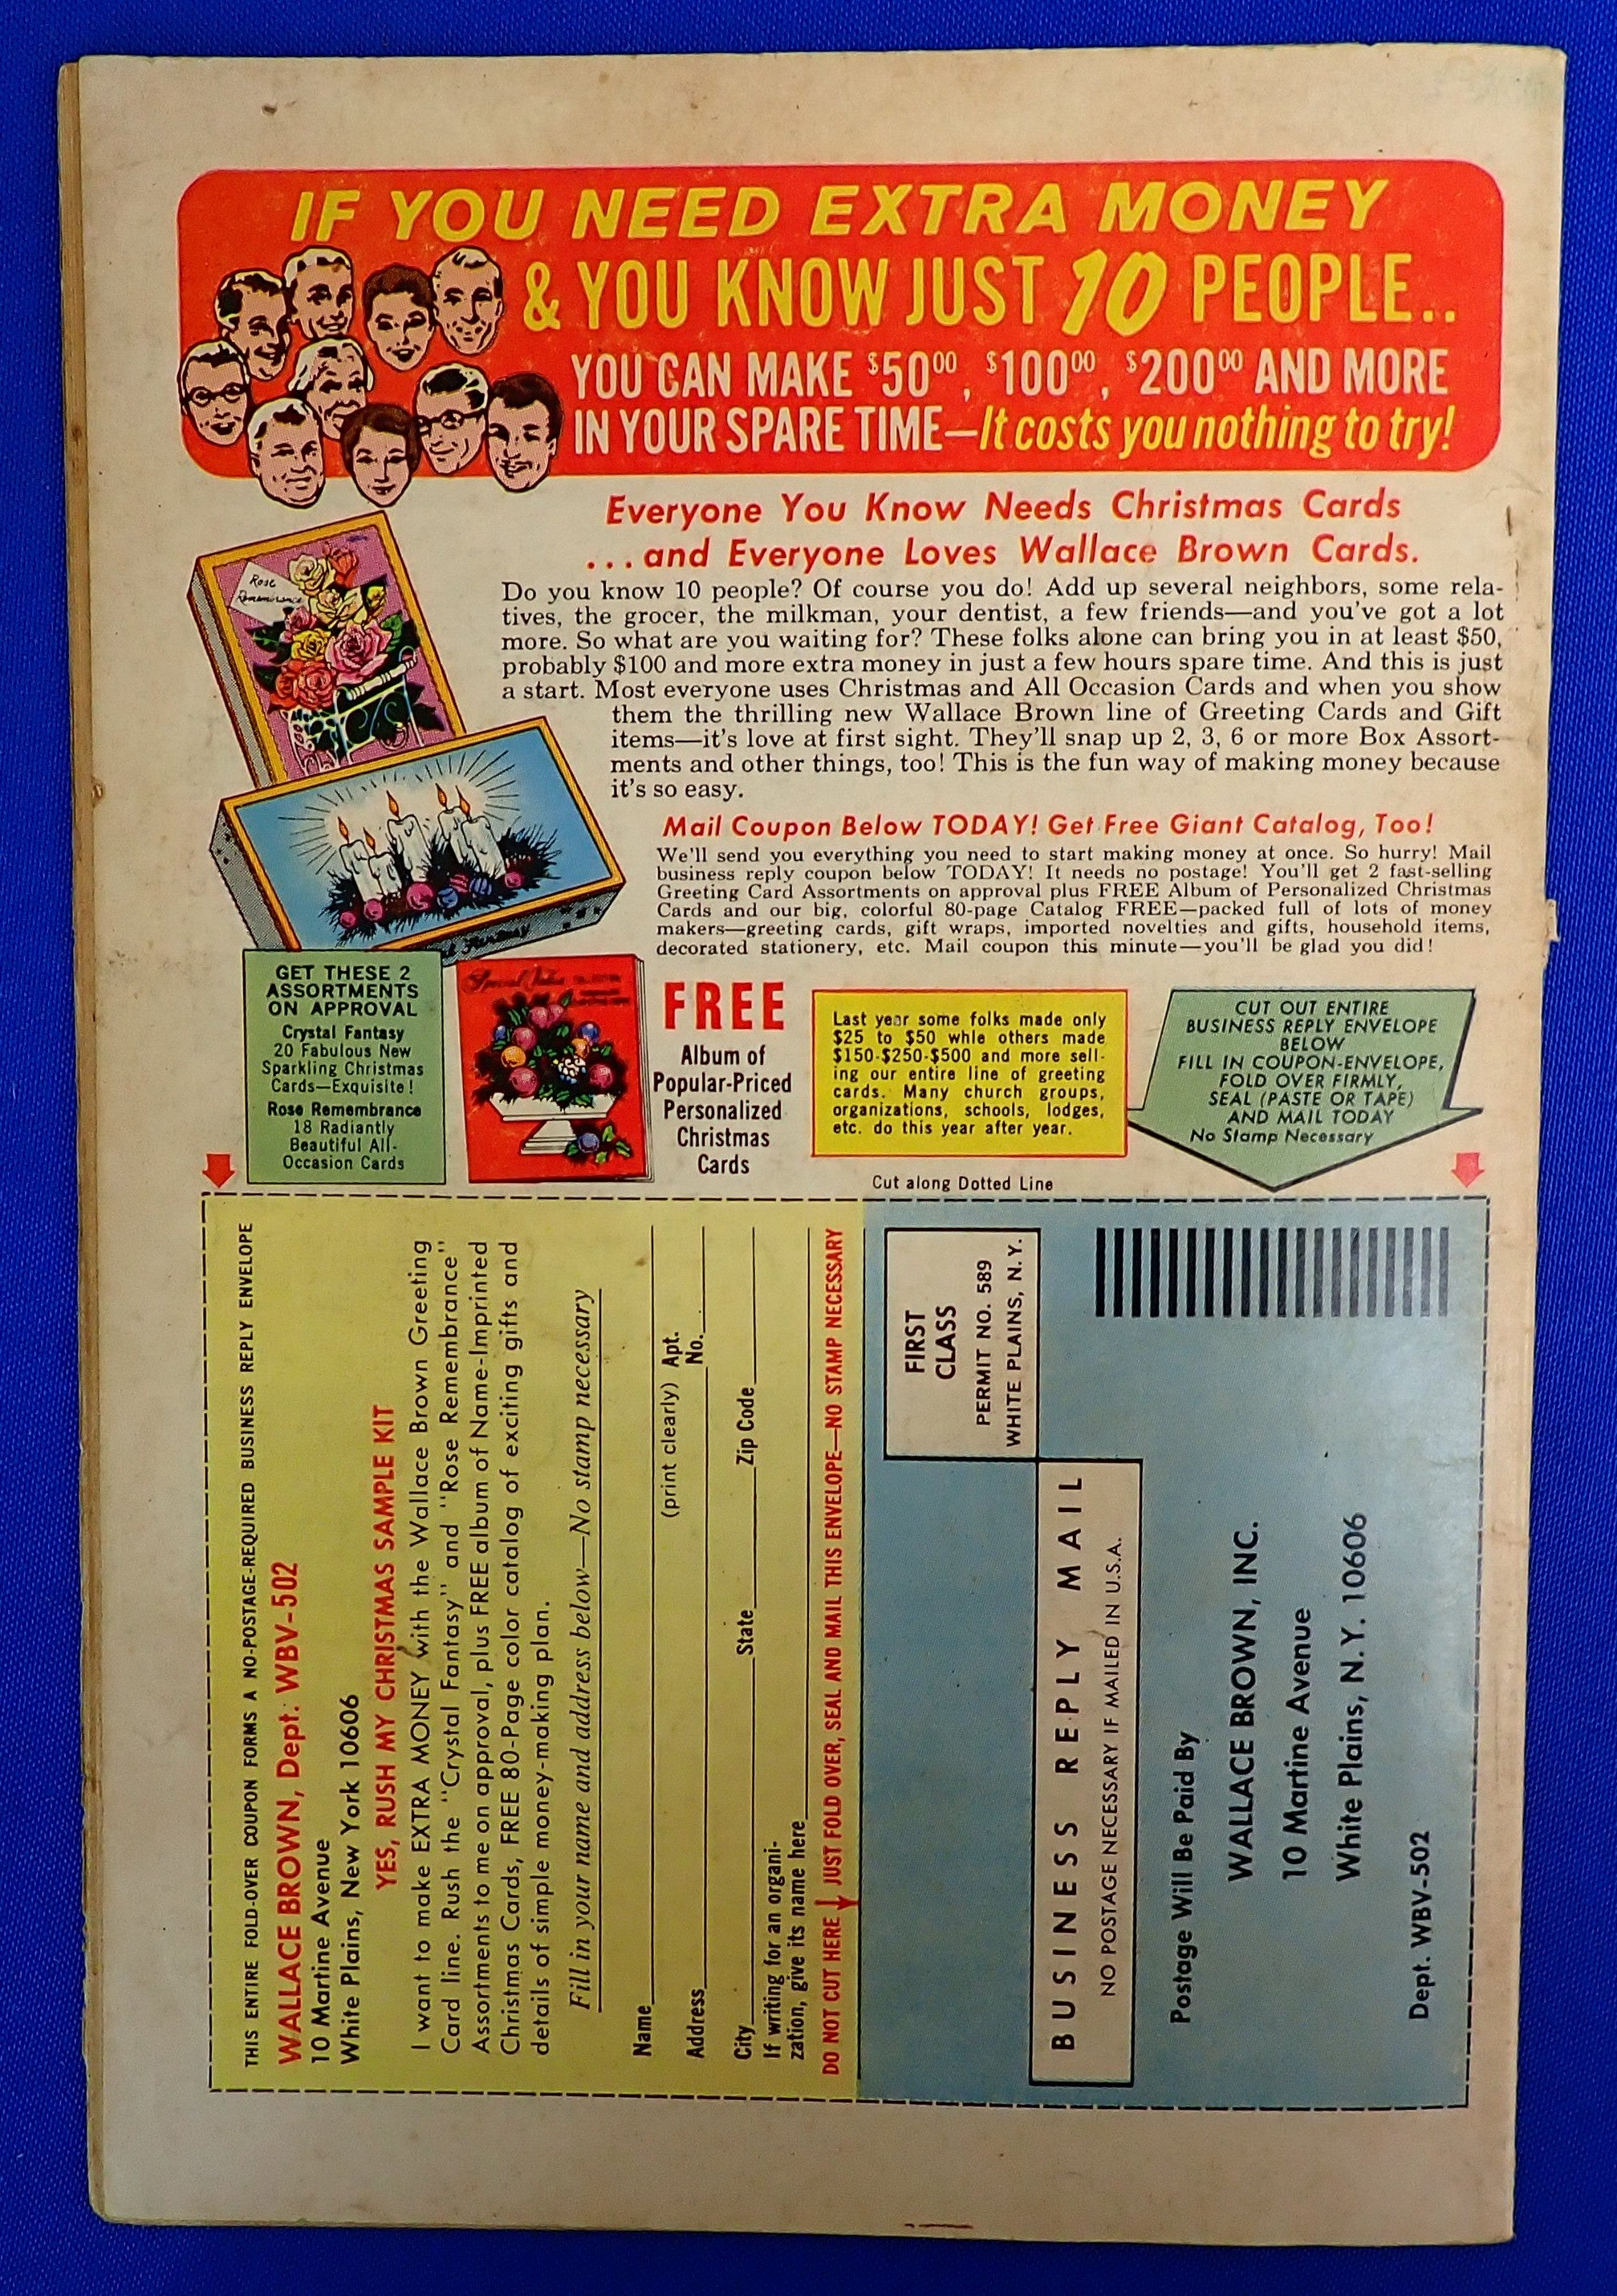 IF YOU NEED EXTRA MONEY
& YOU KNOW JUST 10 PEOPLE..
YOU CAN MAKE $50⁰⁰, $100⁰⁰, $200⁰⁰ AND MORE
IN YOUR SPARE TIME—It costs you nothing to try!
Everyone You Know Needs Christmas Cards
...and Everyone Loves Wallace Brown Cards.
Do you know 10 people? Of course you do! Add up several neighbors, some rela-
tives, the grocer, the milkman, your dentist, a few friends—and you've got a lot
more. So what are you waiting for? These folks alone can bring you in at least $50,
probably $100 and more extra money in just a few hours spare time. And this is just
a start. Most everyone uses Christmas and All Occasion Cards and when you show
them the thrilling new Wallace Brown line of Greeting Cards and Gift
items—it's love at first sight. They'll snap up 2, 3, 6 or more Box Assort-
ments and other things, too! This is the fun way of making money because
it's so easy.
Rose
Remembrance
Mail Coupon Below TODAY! Get Free Giant Catalog, Too!
We'll send you everything you need to start making money at once. So hurry! Mail
business reply coupon below TODAY! It needs no postage! You'll get 2 fast-selling
Greeting Card Assortments on approval plus FREE Album of Personalized Christmas
Cards and our big, colorful 80-page Catalog FREE—packed full of lots of money
makers—greeting cards, gift wraps, imported novelties and gifts, household items,
decorated stationery, etc. Mail coupon this minute—you'll be glad you did!
Fantasy
GET THESE 2
ASSORTMENTS
ON APPROVAL
Crystal Fantasy
20 Fabulous New
Sparkling Christmas
Cards—Exquisite!
Rose Remembrance
18 Radiantly
Beautiful All-
Occasion Cards
FREE
Album of
Popular-Priced
Personalized
Christmas
Cards
Last year some folks made only
$25 to $50 whle others made
$150-$250-$500 and more sell-
ing our entire line of greeting
cards. Many church groups,
organizations, schools, lodges,
etc. do this year after year.
CUT OUT ENTIRE
BUSINESS REPLY ENVELOPE
BELOW
FILL IN COUPON-ENVELOPE,
FOLD OVER FIRMLY,
SEAL (PASTE OR TAPE)
AND MAIL TODAY
No Stamp Necessary
Cut along Dotted Line
THIS ENTIRE FOLD-OVER COUPON FORMS A NO-POSTAGE-REQUIRED BUSINESS REPLY ENVELOPE
WALLACE BROWN, Dept. WBV-502
10 Martine Avenue
White Plains, New York 10606
YES, RUSH MY CHRISTMAS SAMPLE KIT
I want to make EXTRA MONEY with the Wallace Brown Greeting
Card line. Rush the "Crystal Fantasy" and "Rose Remembrance"
Assortments to me on approval, plus FREE album of Name-Imprinted
Christmas Cards, FREE 80-Page color catalog of exciting gifts and
details of simple money-making plan.
Fill in your name and address below—No stamp necessary
Name
(print clearly) Apt.
Address No.
City State Zip Code
If writing for an organi-
zation, give its name here
DO NOT CUT HERE JUST FOLD OVER, SEAL AND MAIL THIS ENVELOPE—NO STAMP NECESSARY
FIRST
CLASS
PERMIT NO. 589
WHITE PLAINS, N.Y.
BUSINESS REPLY MAIL
NO POSTAGE NECESSARY IF MAILED IN U.S.A.
Postage Will Be Paid By
WALLACE BROWN, INC.
10 Martine Avenue
White Plains, N.Y. 10606
Dept. WBV-502